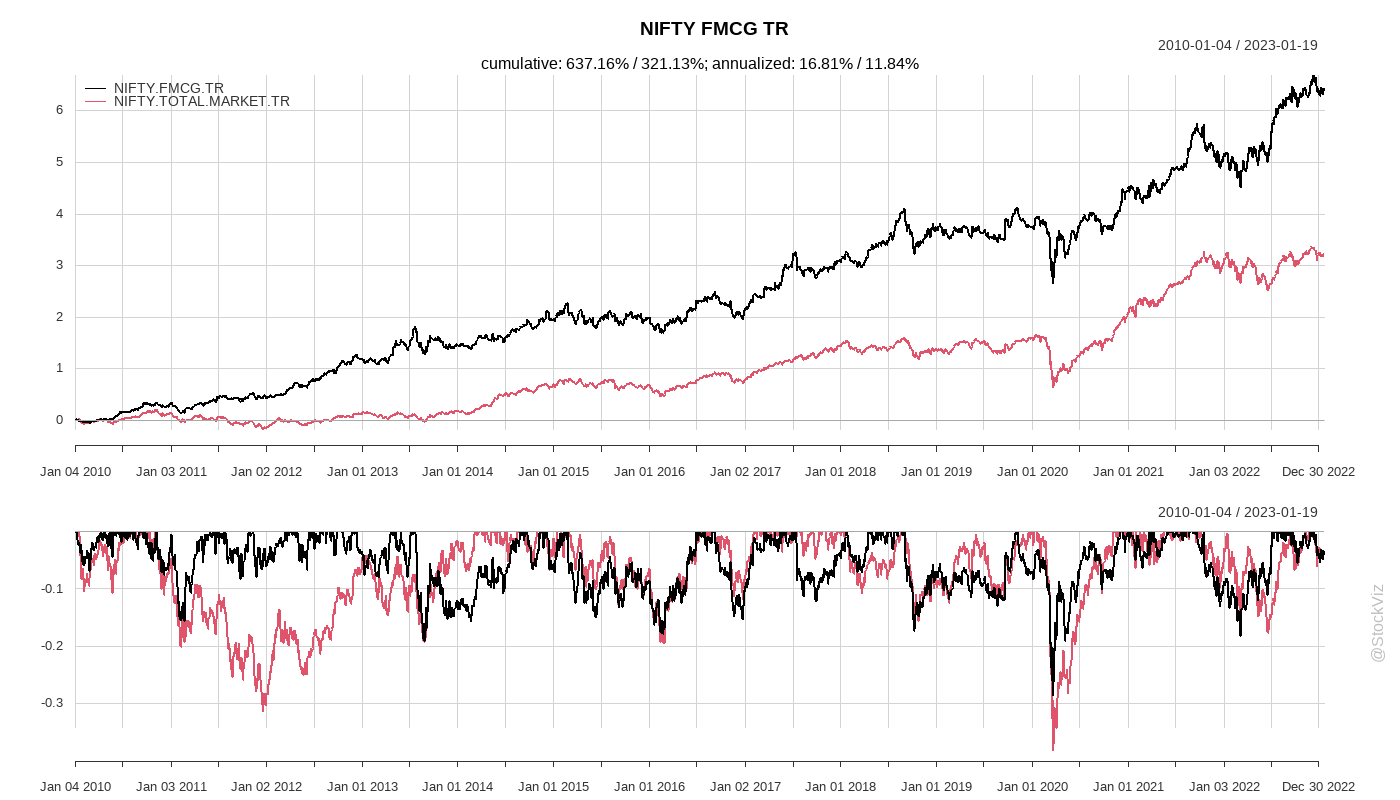 NIFTY FMCG TR
2010-01-04 / 2023-01-19
cumulative: 637.16% / 321.13%; annualized: 16.81% / 11.84%
NIFTY.FMCG.TR
NIFTY.TOTAL.MARKET.TR
6
5
4
3
2
1
0
Jan 04 2010 Jan 03 2011 Jan 02 2012 Jan 01 2013 Jan 01 2014 Jan 01 2015 Jan 01 2016 Jan 02 2017 Jan 01 2018 Jan 01 2019 Jan 01 2020 Jan 01 2021 Jan 03 2022 Dec 30 2022
2010-01-04 / 2023-01-19
-0.1
-0.2
-0.3
Jan 04 2010 Jan 03 2011 Jan 02 2012 Jan 01 2013 Jan 01 2014 Jan 01 2015 Jan 01 2016 Jan 02 2017 Jan 01 2018 Jan 01 2019 Jan 01 2020 Jan 01 2021 Jan 03 2022 Dec 30 2022
@StockViz